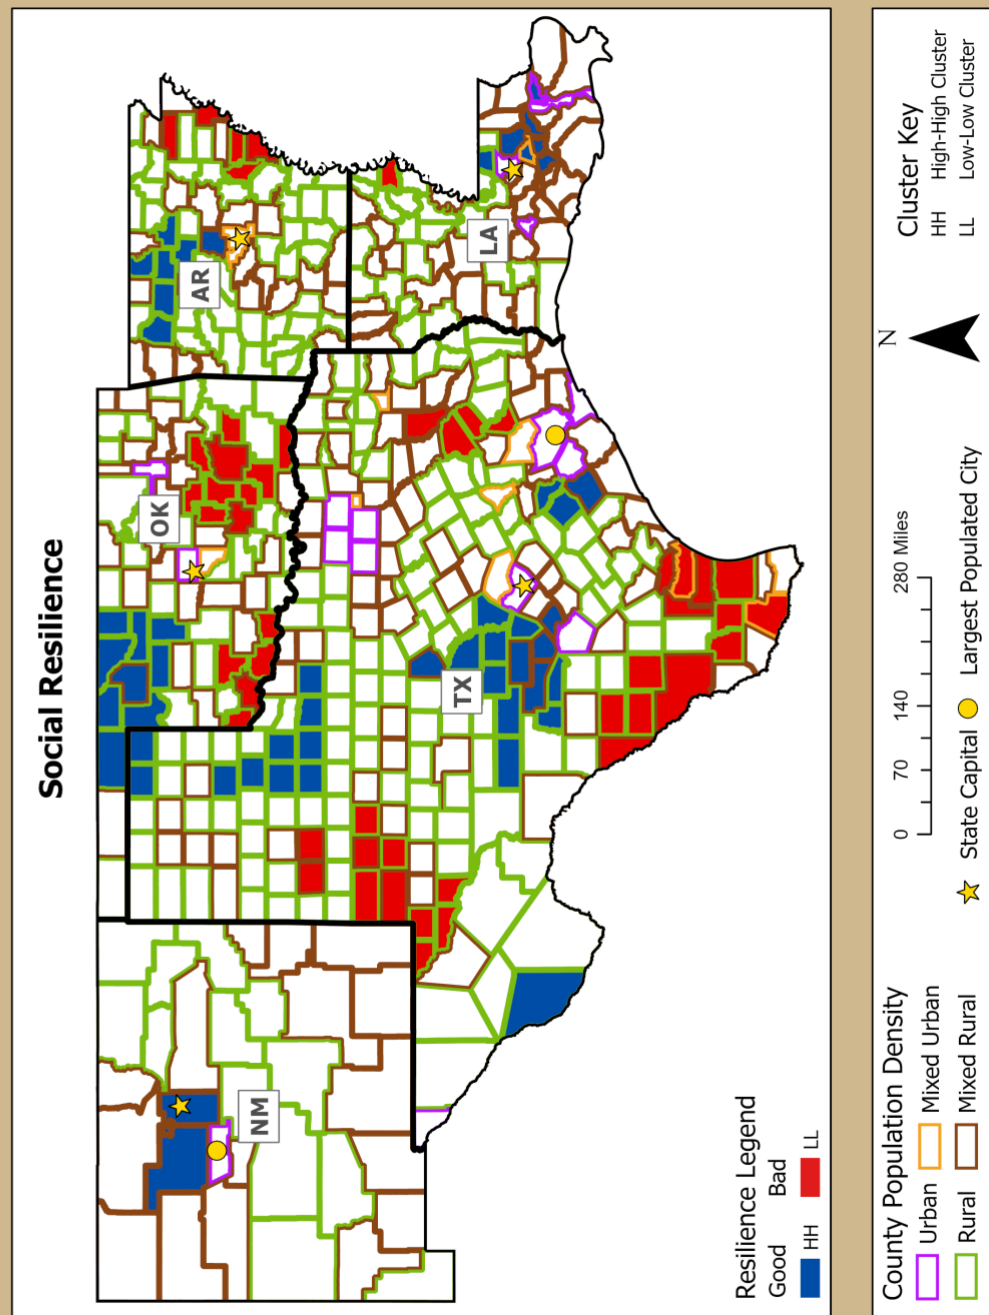 Social Resilience
OK
AR
NM
TX
LA
Resilience Legend
Good Bad
HH LL
County Population Density
Urban Mixed Urban
Rural Mixed Rural
0 70 140 280 Miles
State Capital Largest Populated City
N
Cluster Key
HH High-High Cluster
LL Low-Low Cluster